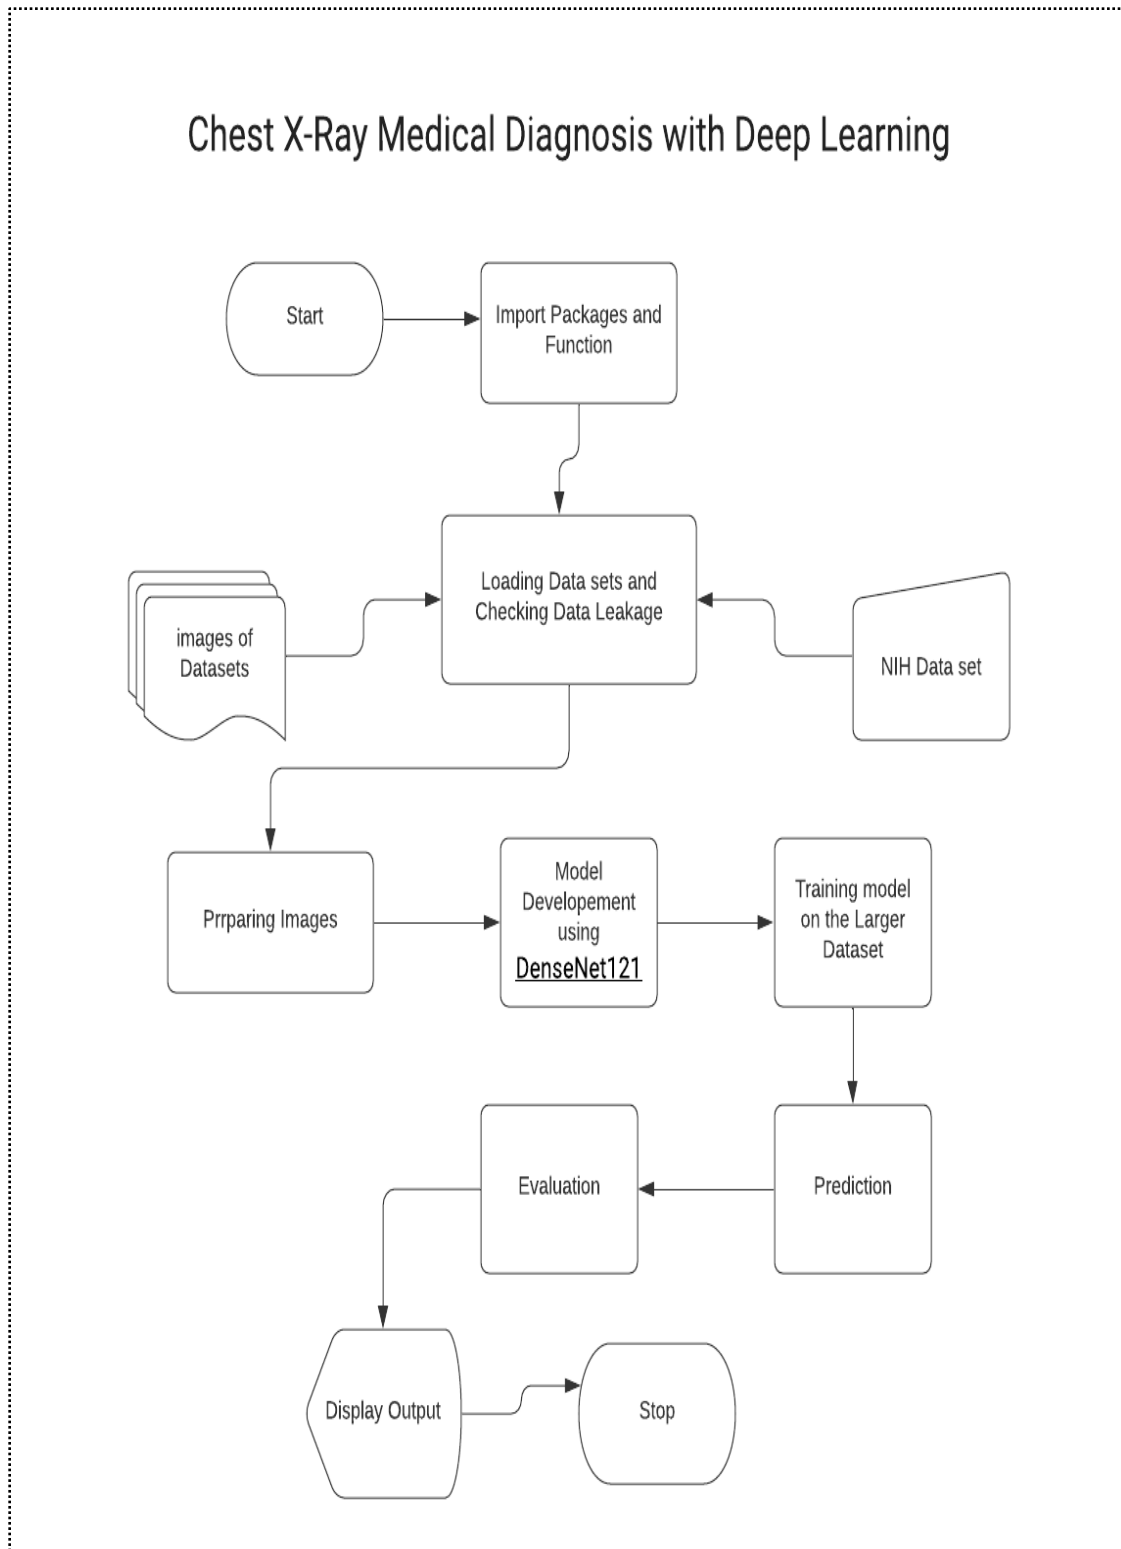 Chest X-Ray Medical Diagnosis with Deep Learning
Start
Import Packages and
Function
Loading Data sets and
Checking Data Leakage
images of
Datasets
NIH Data set
Prrparing Images
Model
Developement
using
DenseNet121
Training model
on the Larger
Dataset
Prediction
Evaluation
Display Output
Stop